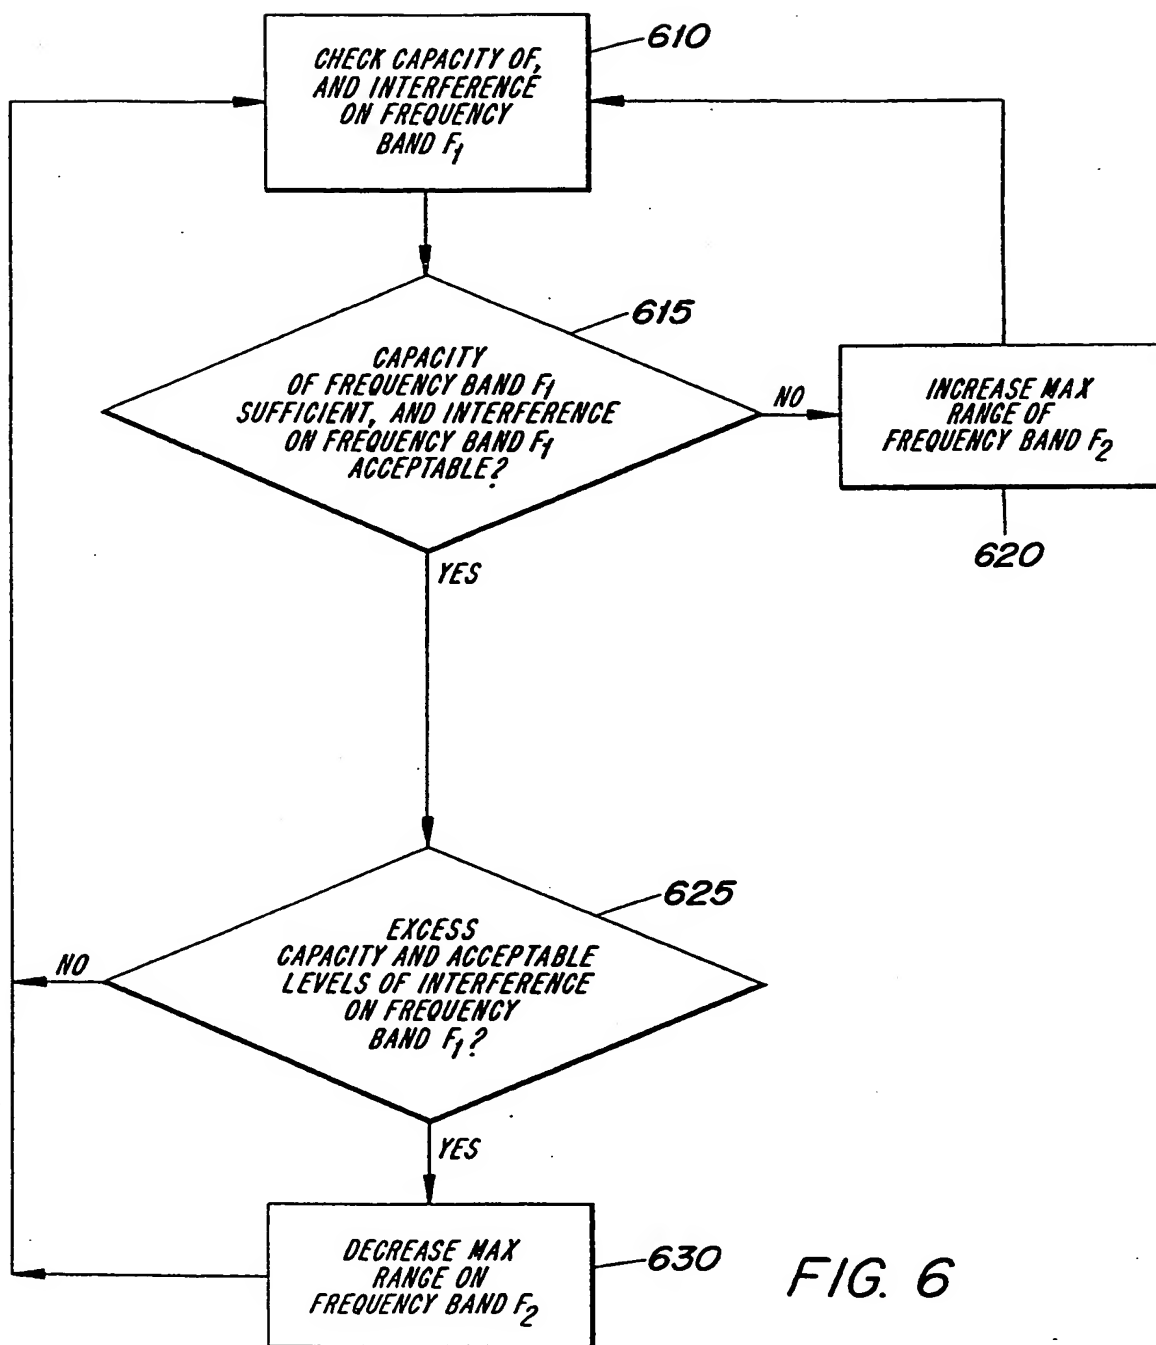 610
CHECK CAPACITY OF,
AND INTERFERENCE
ON FREQUENCY
BAND F1
615
CAPACITY
OF FREQUENCY BAND F1
SUFFICIENT, AND INTERFERENCE
ON FREQUENCY BAND F1
ACCEPTABLE?
NO
INCREASE MAX
RANGE OF
FREQUENCY BAND F2
620
YES
625
EXCESS
CAPACITY AND ACCEPTABLE
LEVELS OF INTERFERENCE
ON FREQUENCY
BAND F1?
NO
YES
DECREASE MAX
RANGE ON
FREQUENCY BAND F2
630
FIG. 6